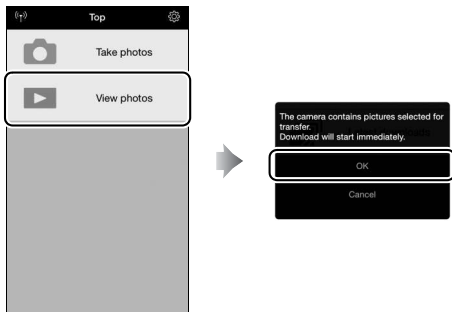 Top
Take photos
View photos
The camera contains pictures selected for
transfer.
Download will start immediately.
OK
Cancel